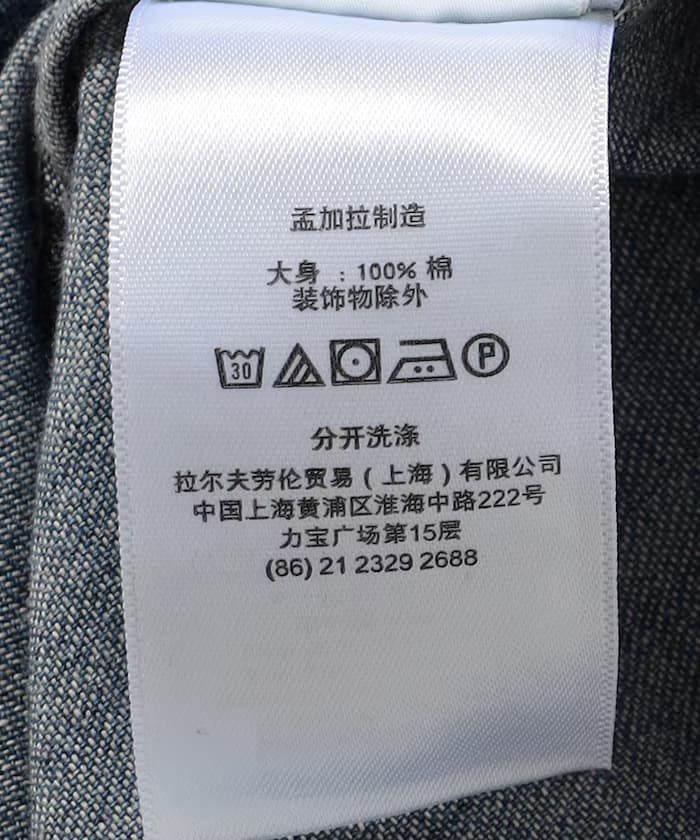 孟加拉制造
大身 : 100% 棉
装饰物除外
30 P
分开洗涤
拉尔夫劳伦贸易 ( 上海 ) 有限公司
中国上海黄浦区淮海中路222号
力宝广场第15层
(86) 21 2329 2688